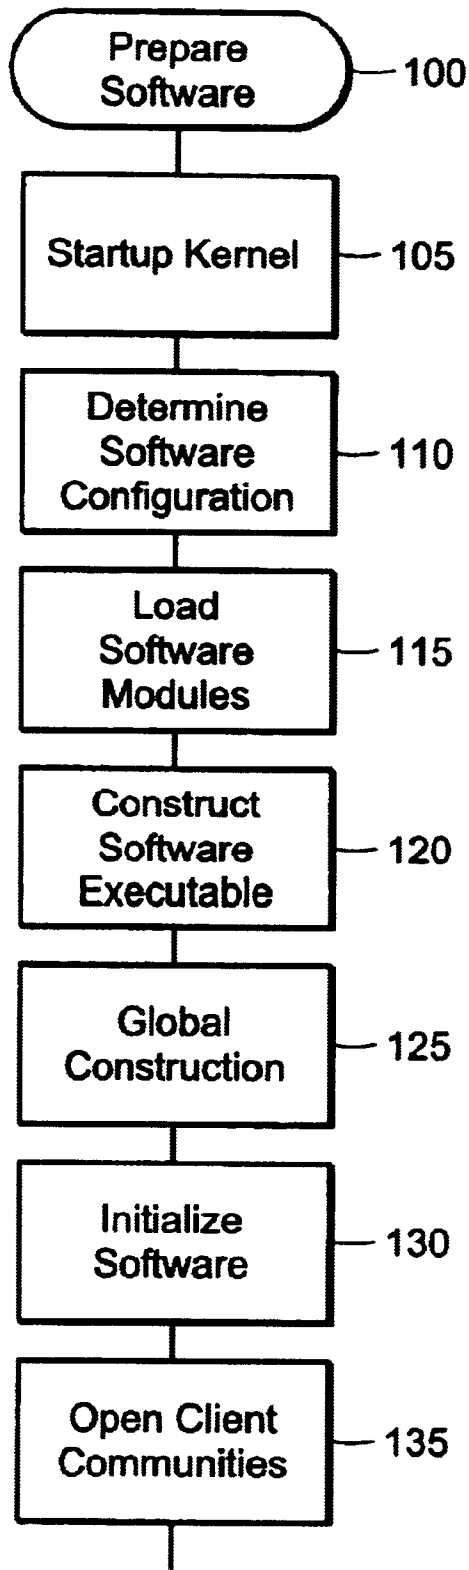 Prepare
Software
100
Startup Kernel
105
Determine
Software
Configuration
110
Load
Software
Modules
115
Construct
Software
Executable
120
Global
Construction
125
Initialize
Software
130
Open Client
Communities
135